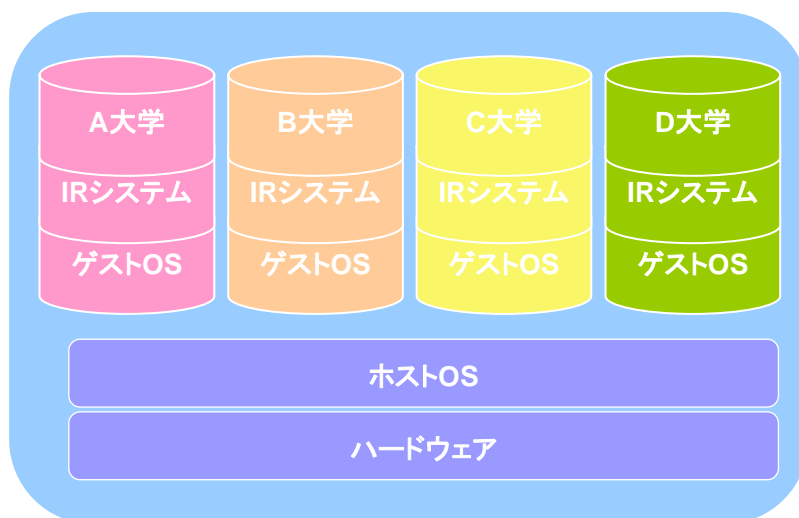 A大学
B大学
C大学
D大学
IRシステム
IRシステム
IRシステム
IRシステム
ゲストOS
ゲストOS
ゲストOS
ゲストOS
ホストOS
ハードウェア